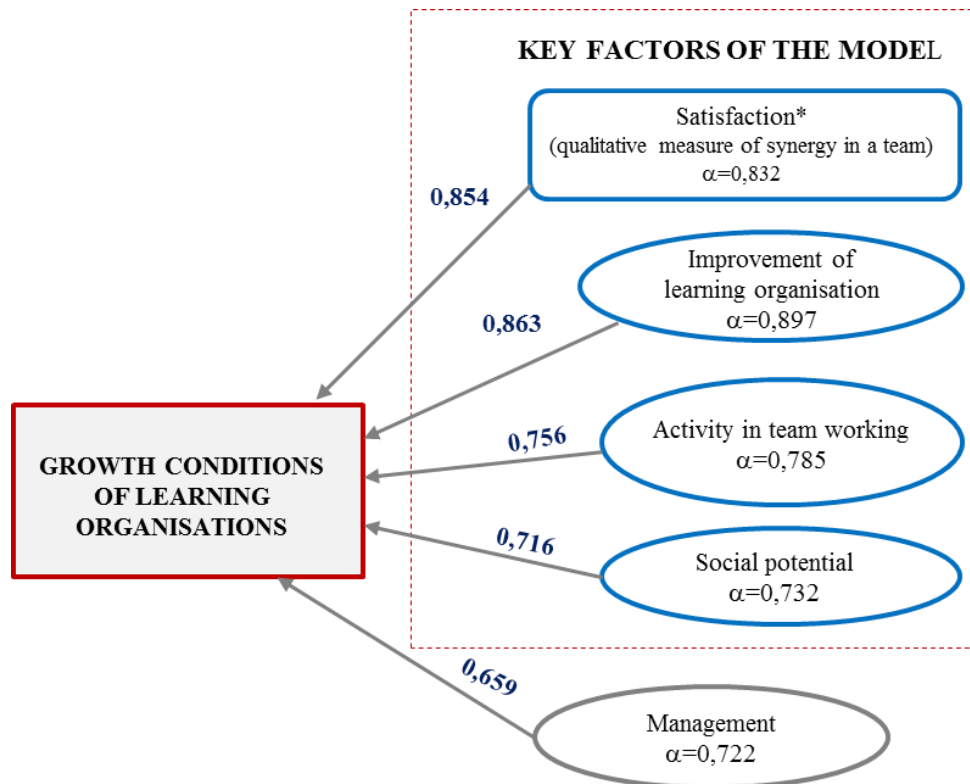 KEY FACTORS OF THE MODEL
Satisfaction*
(qualitative measure of synergy in a team)
α=0,832
0,854
Improvement of
learning organisation
α=0,897
0,863
Activity in team working
α=0,785
0,756
GROWTH CONDITIONS
OF LEARNING
ORGANISATIONS
0,716
Social potential
α=0,732
0,659
Management
α=0,722